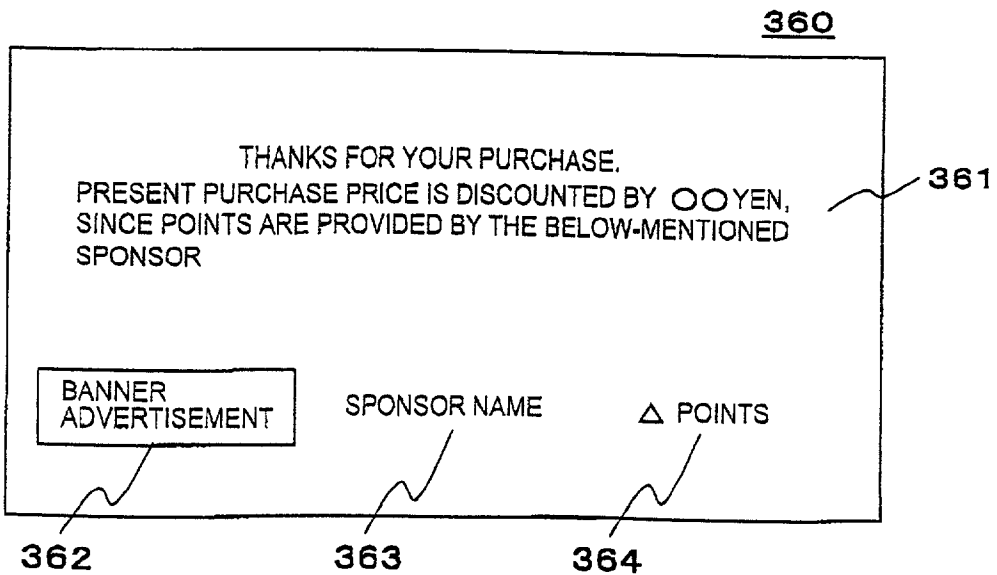 360
THANKS FOR YOUR PURCHASE.
PRESENT PURCHASE PRICE IS DISCOUNTED BY ○○YEN,
SINCE POINTS ARE PROVIDED BY THE BELOW-MENTIONED
SPONSOR
361
BANNER
ADVERTISEMENT
SPONSOR NAME
△ POINTS
362
363
364